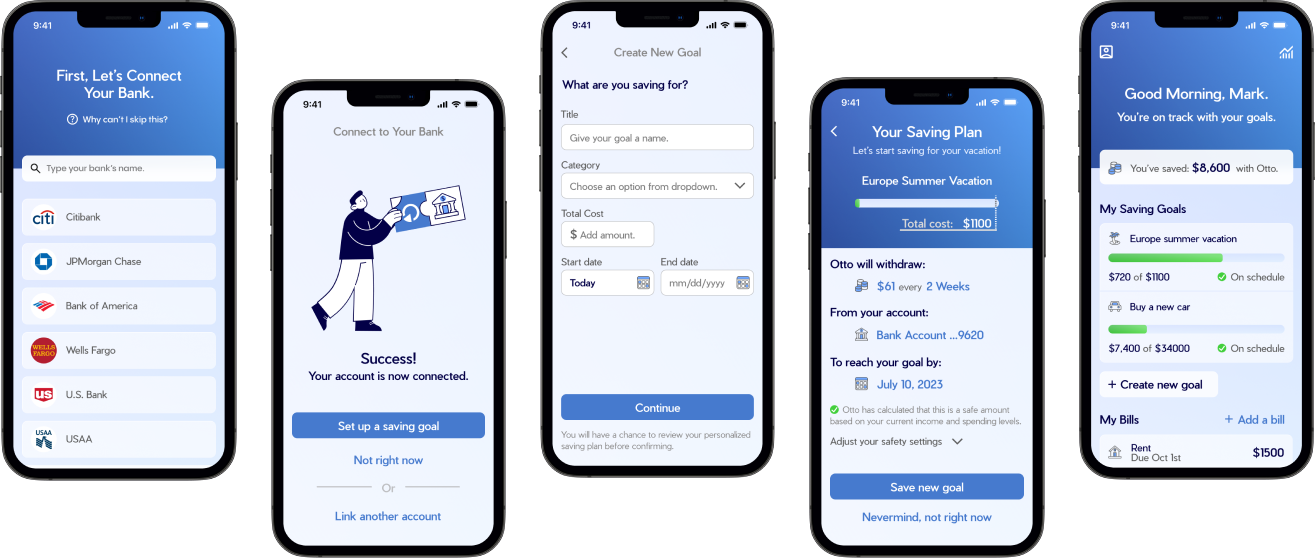 9:41
First, Let's Connect
Your Bank.
Why can't I skip this?
Type your bank's name.
citi Citibank
JPMorgan Chase
Bank of America
WELLS
FARGO
Wells Fargo
us U.S. Bank
USAA USAA
9:41
Connect to Your Bank
Success!
Your account is now connected.
Set up a saving goal
Not right now
Or
Link another account
9:41
Create New Goal
What are you saving for?
Title
Give your goal a name.
Category
Choose an option from dropdown.
Total Cost
$ Add amount.
Start date End date
Today mm/dd/yyyy
Continue
You will have a chance to review your personalized
saving plan before confirming.
9:41
Your Saving Plan
Let's start saving for your vacation!
Europe Summer Vacation
Total cost: $1100
Otto will withdraw:
$61 every 2 Weeks
From your account:
Bank Account ...9620
To reach your goal by:
July 10, 2023
Otto has calculated that this is a safe amount
based on your current income and spending levels.
Adjust your safety settings
Save new goal
Nevermind, not right now
9:41
Good Morning, Mark.
You're on track with your goals.
You've saved: $8,600 with Otto.
My Saving Goals
Europe summer vacation
$720 of $1100 On schedule
Buy a new car
$7,400 of $34000 On schedule
+ Create new goal
My Bills + Add a bill
Rent
Due Oct 1st
$1500